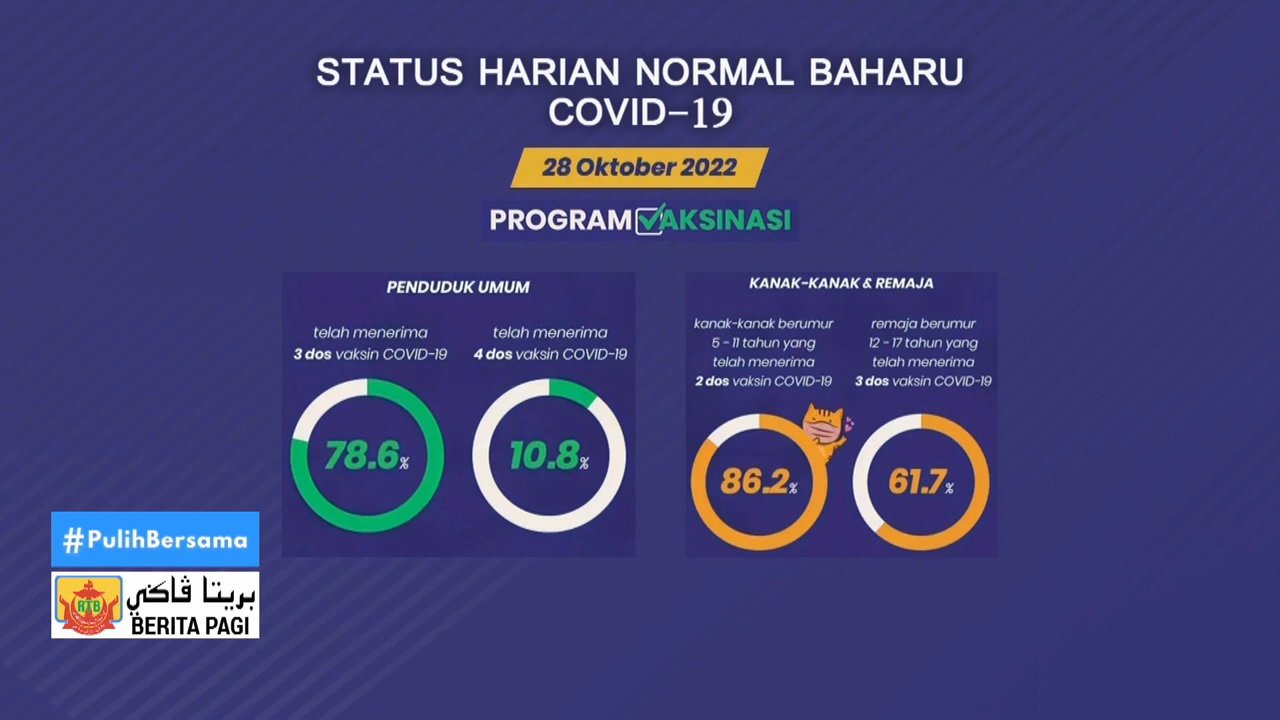 STATUS HARIAN NORMAL BAHARU
COVID-19
28 Oktober 2022
PROGRAM VAKSINASI
PENDUDUK UMUM
telah menerima
3 dos vaksin COVID-19
78.6%
telah menerima
4 dos vaksin COVID-19
10.8%
KANAK-KANAK & REMAJA
kanak-kanak berumur
5 - 11 tahun yang
telah menerima
2 dos vaksin COVID-19
86.2%
remaja berumur
12 - 17 tahun yang
telah menerima
3 dos vaksin COVID-19
61.7%
#PulihBersama
RTB
بريتا ڤاݢي
BERITA PAGI